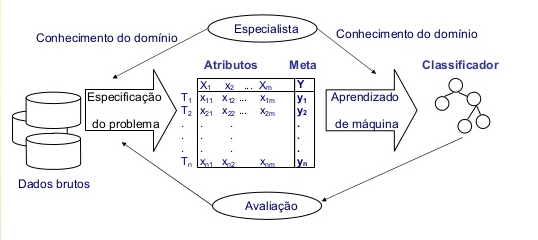 Especialista
Conhecimento do domínio
Conhecimento do domínio
Atributos Meta
Classificador
X1 x2 ... Xm Y
T1 x11 x12 ... x1m y1
T2 x21 x22 ... x2m y2
. . . . .
. . . . .
. . . . .
Tn xn1 xn2 xnm yn
Especificação
do problema
Aprendizado
de máquina
Dados brutos
Avaliação